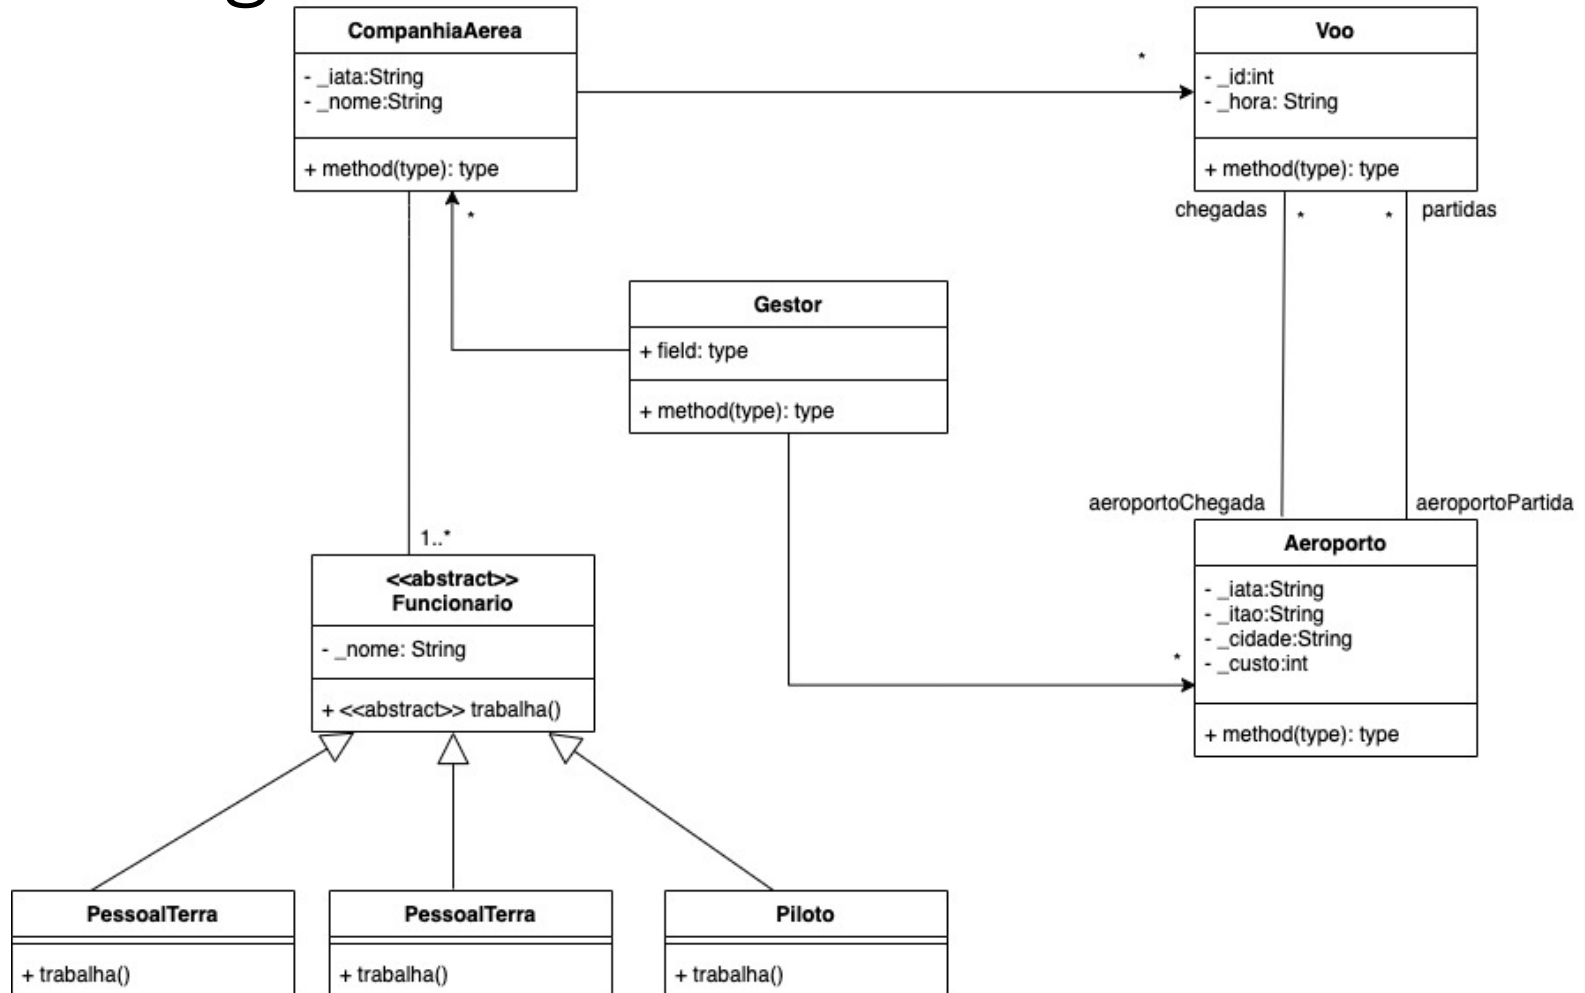 CompanhiaAerea
- _iata:String
- _nome:String
+ method(type): type
*
Voo
- _id:int
- _hora: String
+ method(type): type
chegadas
*
*
partidas
*
Gestor
+ field: type
+ method(type): type
aeroportoChegada
aeroportoPartida
1..*
<<abstract>>
Funcionario
- _nome: String
+ <<abstract>> trabalha()
Aeroporto
- _iata:String
- _itao:String
- _cidade:String
- _custo:int
+ method(type): type
*
PessoalTerra
+ trabalha()
PessoalTerra
+ trabalha()
Piloto
+ trabalha()